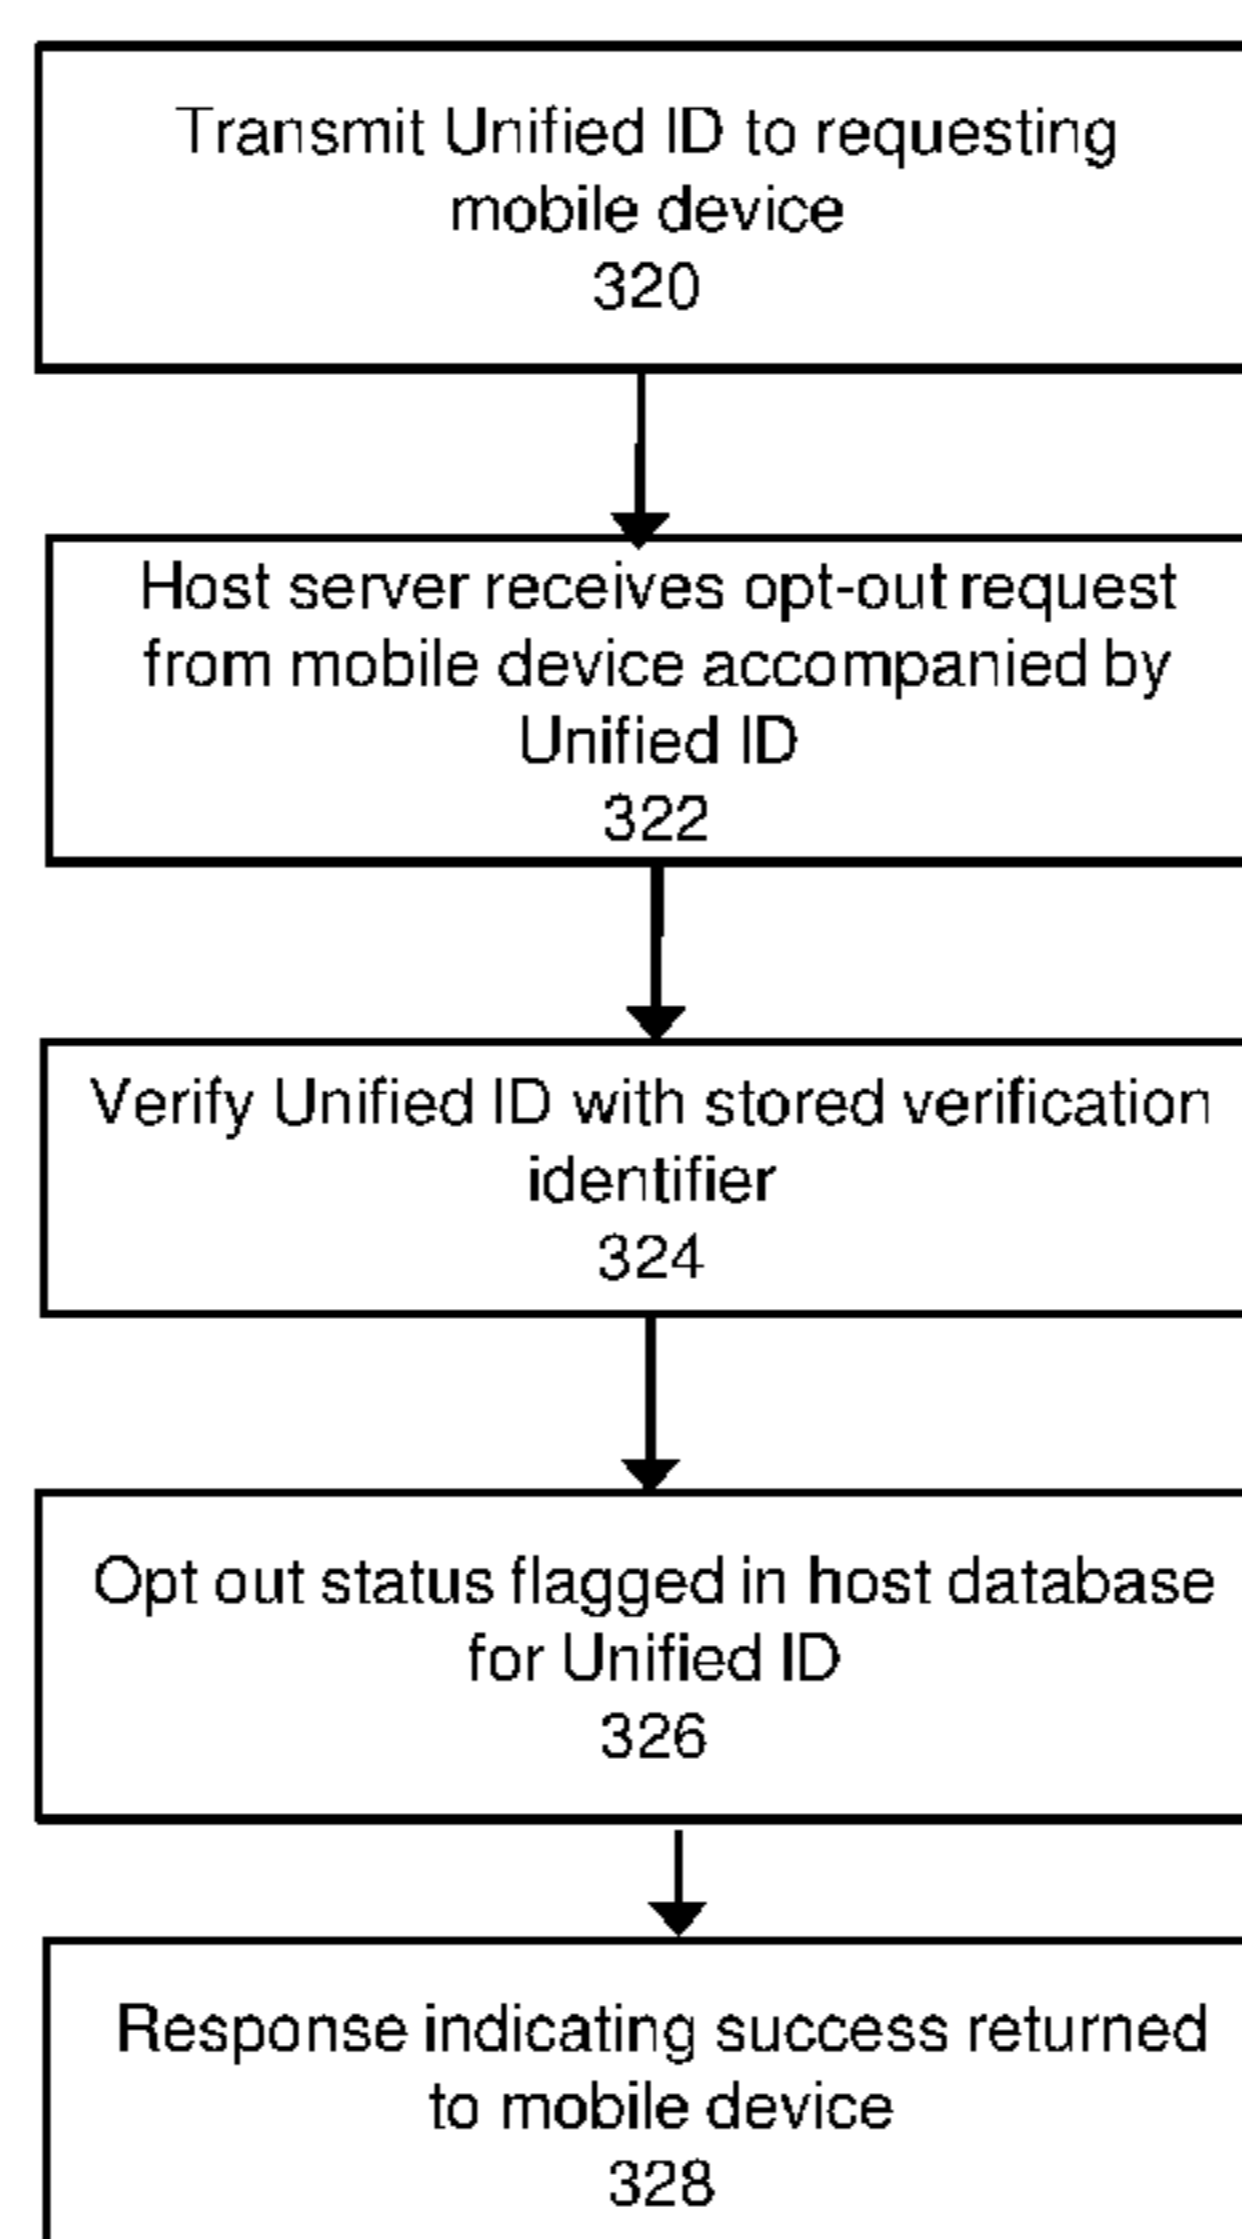 Transmit Unified ID to requesting
mobile device
320
Host server receives opt-out request
from mobile device accompanied by
Unified ID
322
Verify Unified ID with stored verification
identifier
324
Opt out status flagged in host database
for Unified ID
326
Response indicating success returned
to mobile device
328